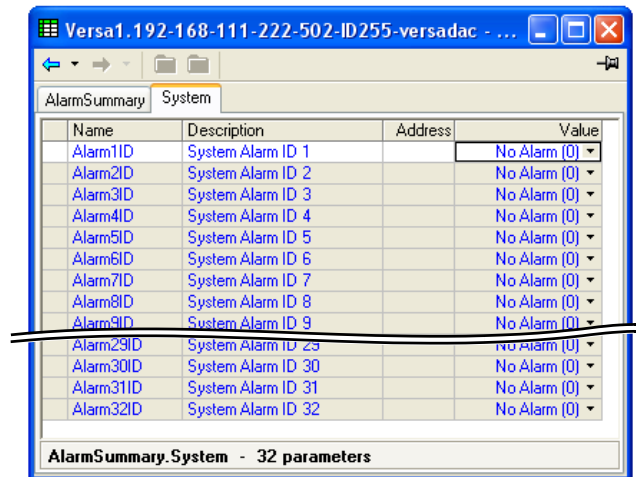 Versa1.192-168-111-222-502-ID255-versadac - ...
AlarmSummary System
Name Description Address Value
Alarm1ID System Alarm ID 1 No Alarm (0)
Alarm2ID System Alarm ID 2 No Alarm (0)
Alarm3ID System Alarm ID 3 No Alarm (0)
Alarm4ID System Alarm ID 4 No Alarm (0)
Alarm5ID System Alarm ID 5 No Alarm (0)
Alarm6ID System Alarm ID 6 No Alarm (0)
Alarm7ID System Alarm ID 7 No Alarm (0)
Alarm8ID System Alarm ID 8 No Alarm (0)
Alarm9ID System Alarm ID 9 No Alarm (0)
Alarm29ID System Alarm ID 29 No Alarm (0)
Alarm30ID System Alarm ID 30 No Alarm (0)
Alarm31ID System Alarm ID 31 No Alarm (0)
Alarm32ID System Alarm ID 32 No Alarm (0)
AlarmSummary.System - 32 parameters